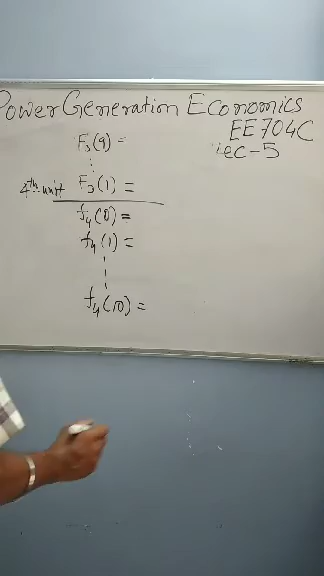 Power Generation Economics
EE704C
Lec-5
F₃(9) =
⋮
4th unit F₃(1) =
f₄(0) =
f₄(1) =
f₄(10) =